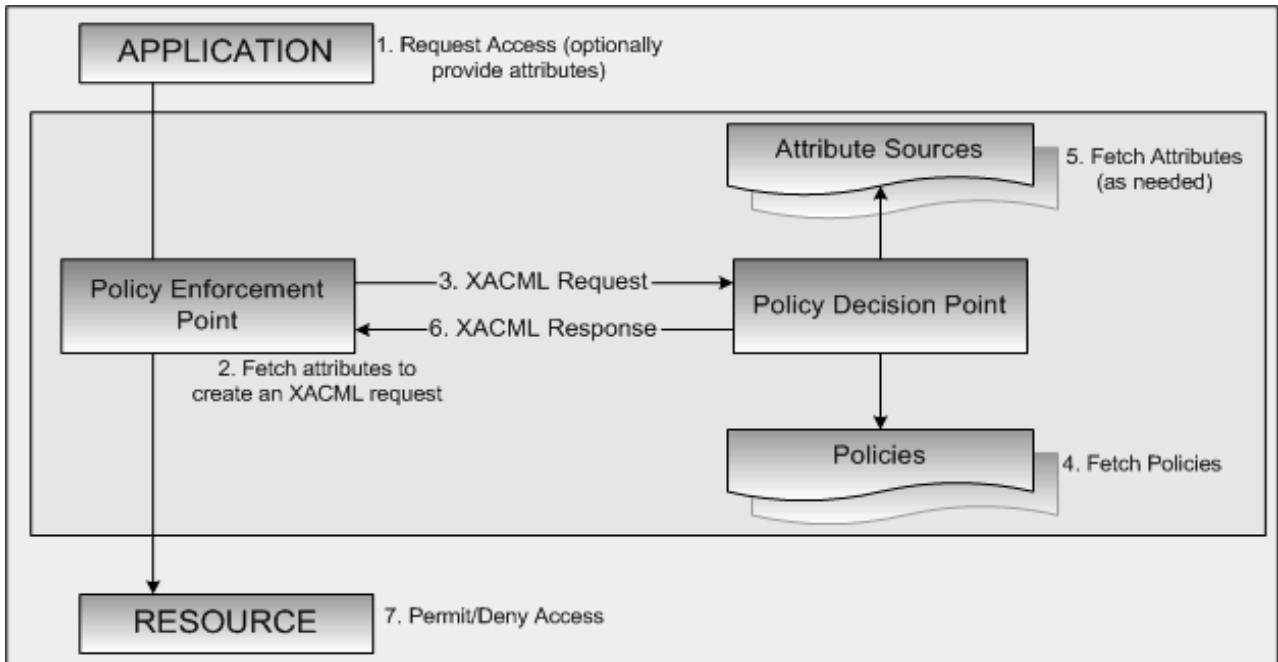 APPLICATION
1. Request Access (optionally
provide attributes)
Attribute Sources
5. Fetch Attributes
(as needed)
Policy Enforcement
Point
3. XACML Request
Policy Decision Point
6. XACML Response
2. Fetch attributes to
create an XACML request
Policies
4. Fetch Policies
RESOURCE
7. Permit/Deny Access